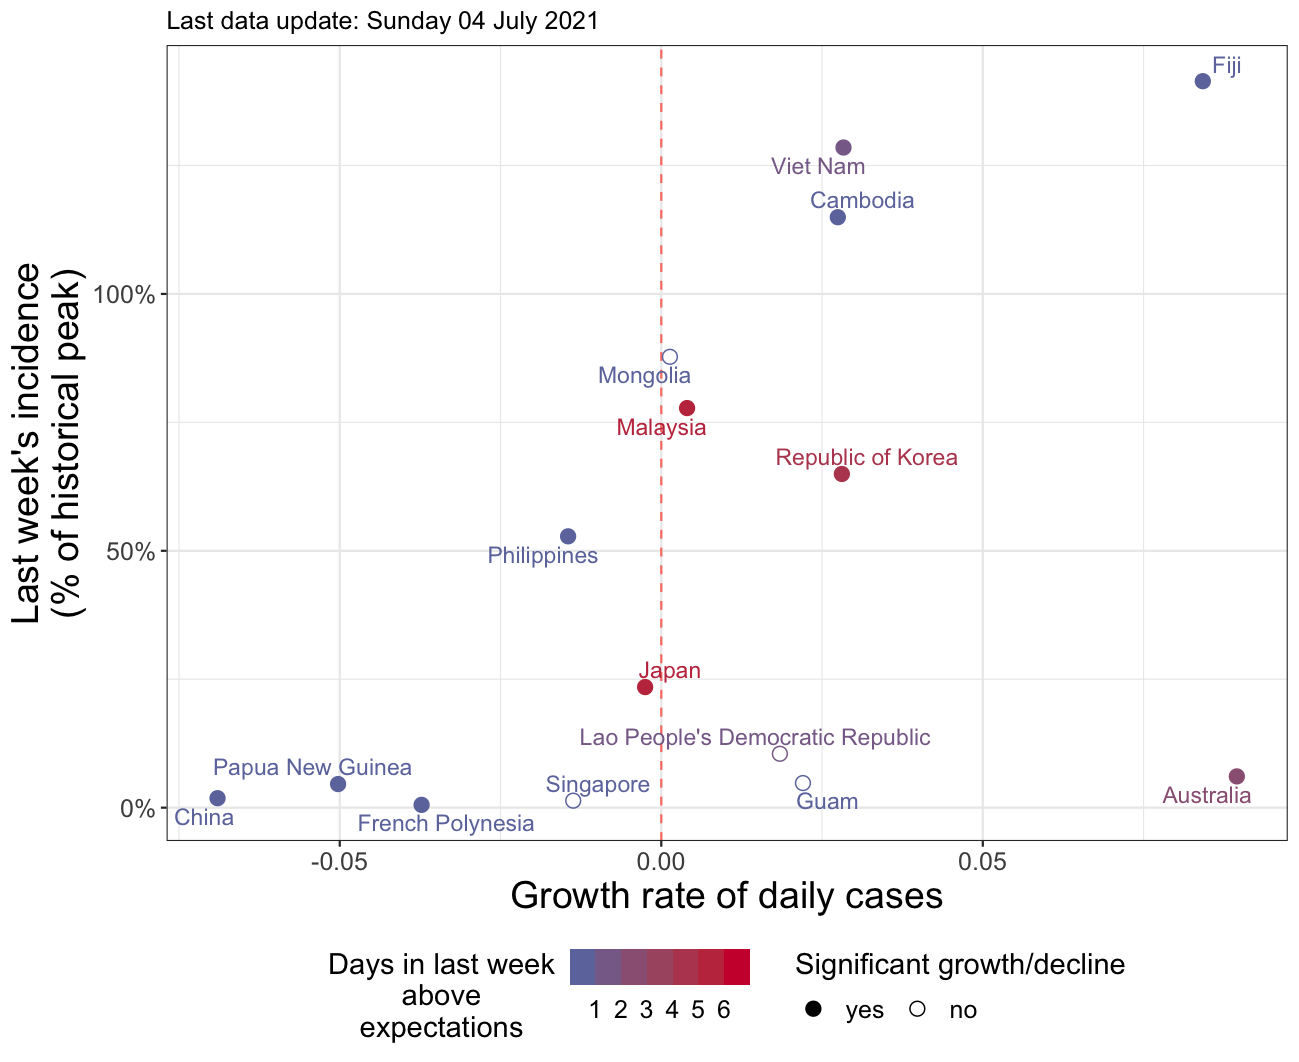 Last data update: Sunday 04 July 2021
Fiji
Viet Nam
Cambodia
100%
Mongolia
Malaysia
Republic of Korea
Last week's incidence
(% of historical peak)
50%
Philippines
Japan
Lao People's Democratic Republic
Papua New Guinea
Singapore
Guam
Australia
0%
China
French Polynesia
-0.05 0.00 0.05
Growth rate of daily cases
Days in last week
above
expectations
1 2 3 4 5 6
Significant growth/decline
yes no